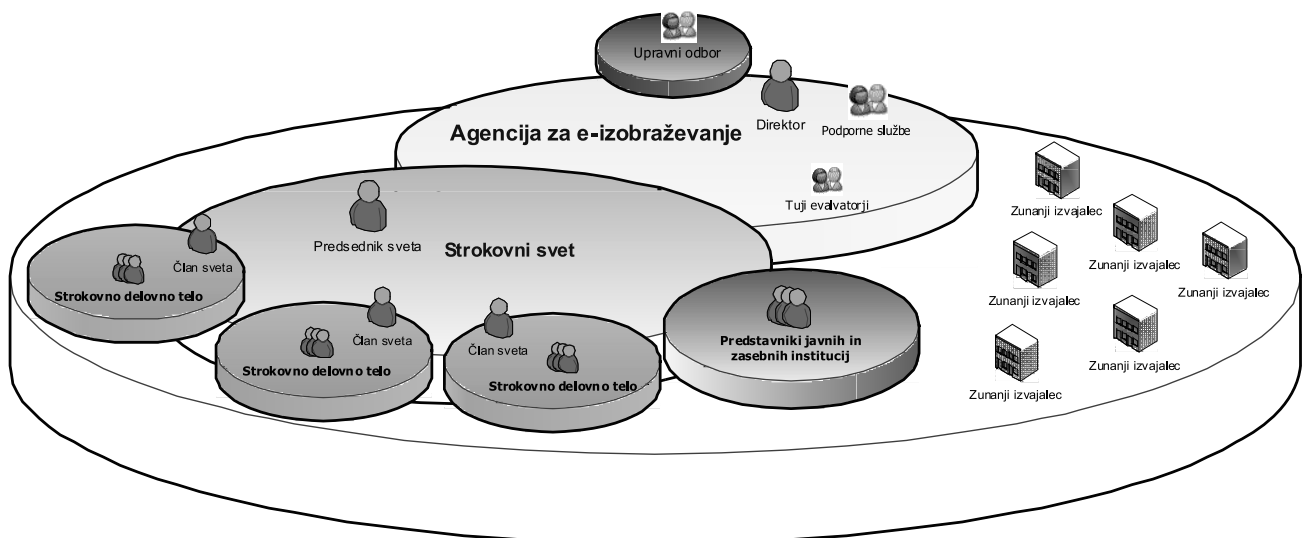 Upravni odbor
Agencija za e-izobraževanje
Direktor
Podporne službe
Tuji evalvatorji
Zunanji izvajalec
Zunanji izvajalec
Zunanji izvajalec
Zunanji izvajalec
Zunanji izvajalec
Zunanji izvajalec
Predsednik sveta
Strokovni svet
Član sveta
Strokovno delovno telo
Član sveta
Strokovno delovno telo
Član sveta
Strokovno delovno telo
Predstavniki javnih in
zasebnih institucij